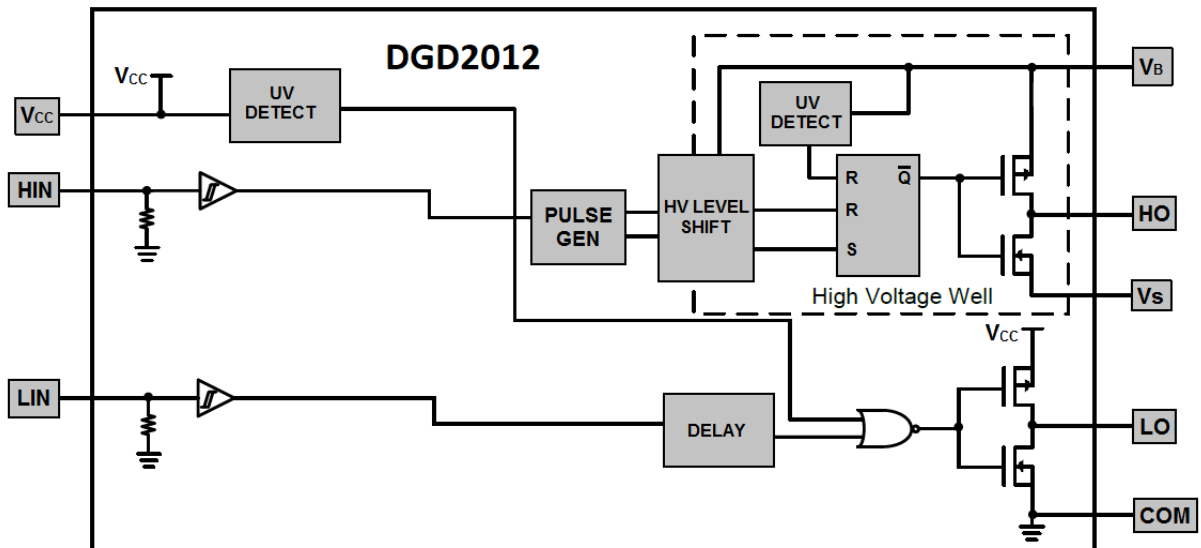 DGD2012
VCC
VCC
UV
DETECT
VB
UV
DETECT
HIN
PULSE
GEN
HV LEVEL
SHIFT
R
Q
R
S
HO
High Voltage Well
Vs
VCC
LIN
DELAY
LO
COM